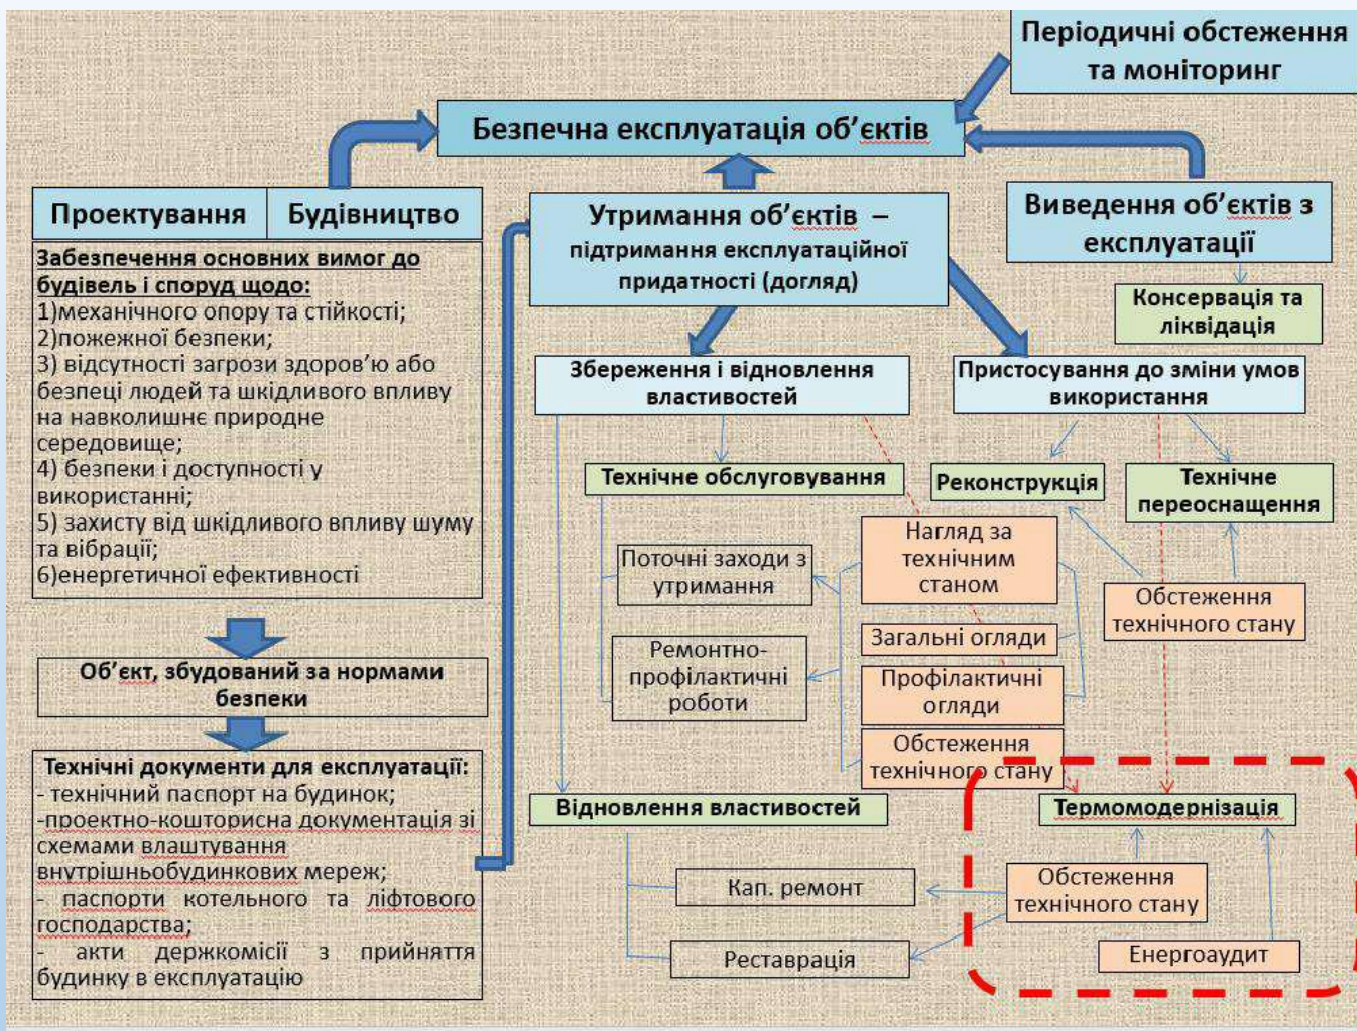 Періодичні обстеження
та моніторинг
Безпечна експлуатація об’єктів
Проектування
Будівництво
Забезпечення основних вимог до
будівель і споруд щодо:
1)механічного опору та стійкості;
2)пожежної безпеки;
3) відсутності загрози здоров’ю або
безпеці людей та шкідливого впливу
на навколишнє природне
середовище;
4) безпеки і доступності у
використанні;
5) захисту від шкідливого впливу шуму
та вібрації;
6)енергетичної ефективності
Об’єкт, збудований за нормами
безпеки
Технічні документи для експлуатації:
- технічний паспорт на будинок;
-проектно-кошторисна документація зі
схемами влаштування
внутрішньобудинкових мереж;
- паспорти котельного та ліфтового
господарства;
- акти держкомісії з прийняття
будинку в експлуатацію
Утримання об’єктів –
підтримання експлуатаційної
придатності (догляд)
Виведення об’єктів з
експлуатації
Консервація та
ліквідація
Збереження і відновлення
властивостей
Пристосування до зміни умов
використання
Технічне обслуговування
Реконструкція
Технічне
переоснащення
Поточні заходи з
утримання
Ремонтно-
профілактичні
роботи
Нагляд за
технічним
станом
Загальні огляди
Профілактичні
огляди
Обстеження
технічного стану
Обстеження
технічного стану
Відновлення властивостей
Кап. ремонт
Реставрація
Термомодернізація
Обстеження
технічного стану
Енергоаудит